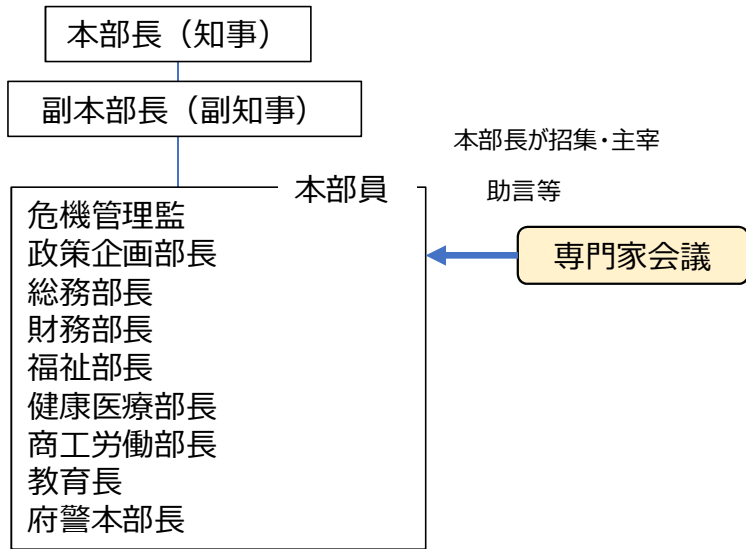 本部長（知事）
副本部長（副知事）
本部長が招集・主宰
本部員
助言等
危機管理監
政策企画部長
専門家会議
総務部長
財務部長
福祉部長
健康医療部長
商工労働部長
教育長
府警本部長